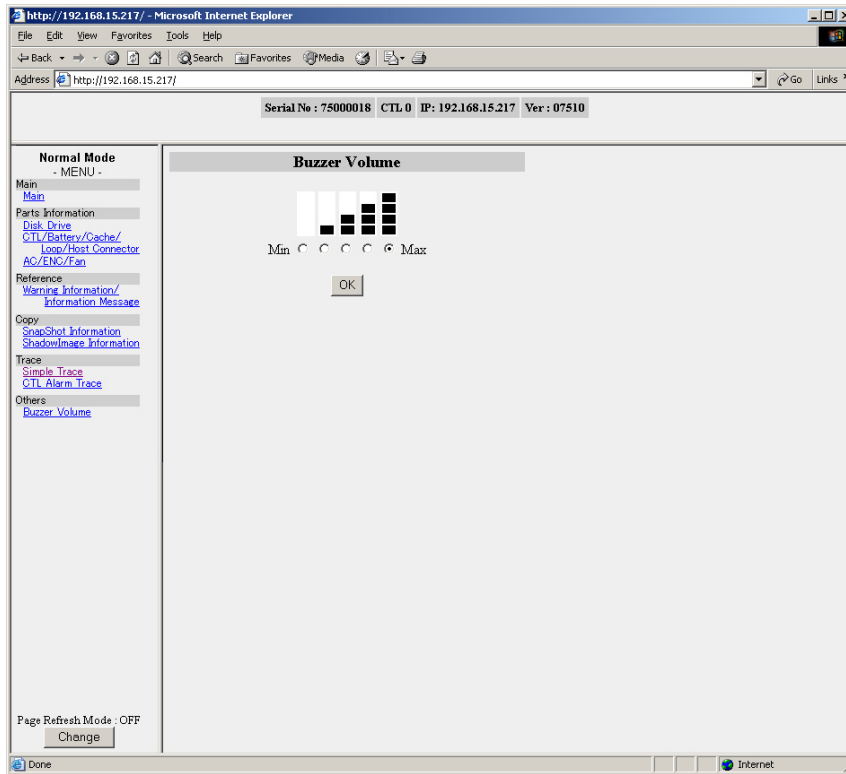 http://192.168.15.217/ - Microsoft Internet Explorer
File Edit View Favorites Tools Help
Back Search Favorites Media
Address http://192.168.15.217/ Go Links
Serial No : 75000018 CTL 0 IP: 192.168.15.217 Ver : 07510
Normal Mode
- MENU -
Main
Main
Parts Information
Disk Drive
CTL/Battery/Cache/
Loop/Host Connector
AC/ENC/Fan
Reference
Warning Information/
Information Message
Copy
SnapShot Information
ShadowImage Information
Trace
Simple Trace
CTL Alarm Trace
Others
Buzzer Volume
Page Refresh Mode : OFF
Change
Buzzer Volume
Min Max
OK
Done Internet